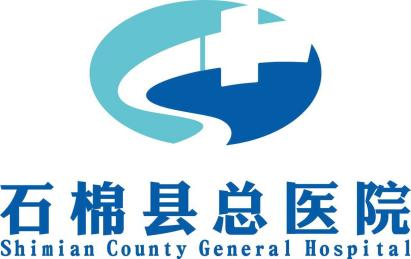 石棉县总医院
Shimian County General Hospital